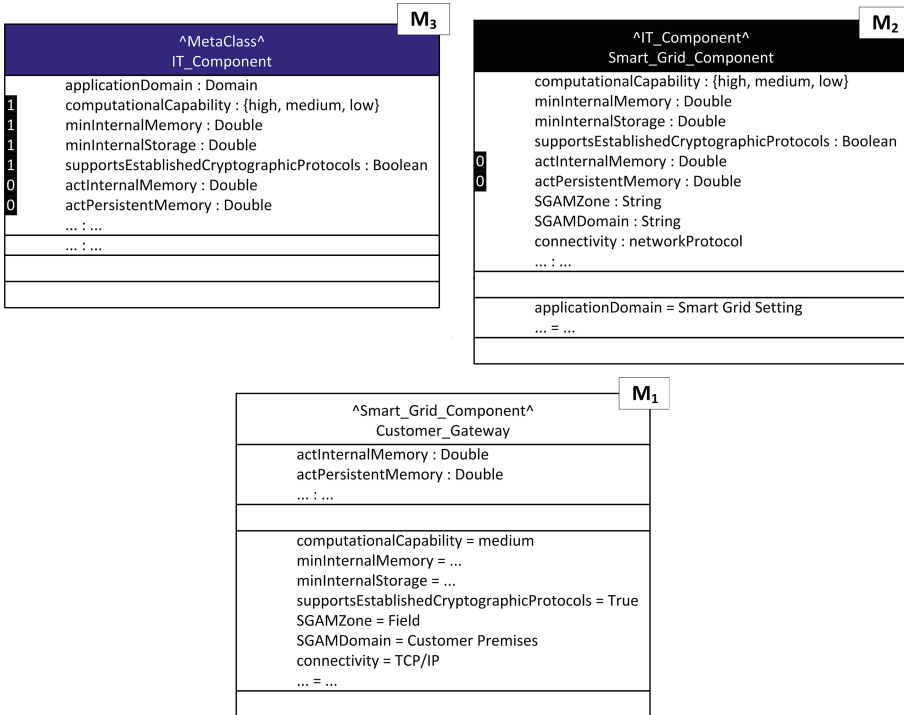 M₃
^MetaClass^
IT_Component
applicationDomain : Domain
1 computationalCapability : {high, medium, low}
1 minInternalMemory : Double
1 minInternalStorage : Double
1 supportsEstablishedCryptographicProtocols : Boolean
0 actInternalMemory : Double
0 actPersistentMemory : Double
... : ...
... : ...
M₂
^IT_Component^
Smart_Grid_Component
computationalCapability : {high, medium, low}
minInternalMemory : Double
minInternalStorage : Double
supportsEstablishedCryptographicProtocols : Boolean
0 actInternalMemory : Double
0 actPersistentMemory : Double
SGAMZone : String
SGAMDomain : String
connectivity : networkProtocol
... : ...
applicationDomain = Smart Grid Setting
... = ...
M₁
^Smart_Grid_Component^
Customer_Gateway
actInternalMemory : Double
actPersistentMemory : Double
... : ...
computationalCapability = medium
minInternalMemory = ...
minInternalStorage = ...
supportsEstablishedCryptographicProtocols = True
SGAMZone = Field
SGAMDomain = Customer Premises
connectivity = TCP/IP
... = ...